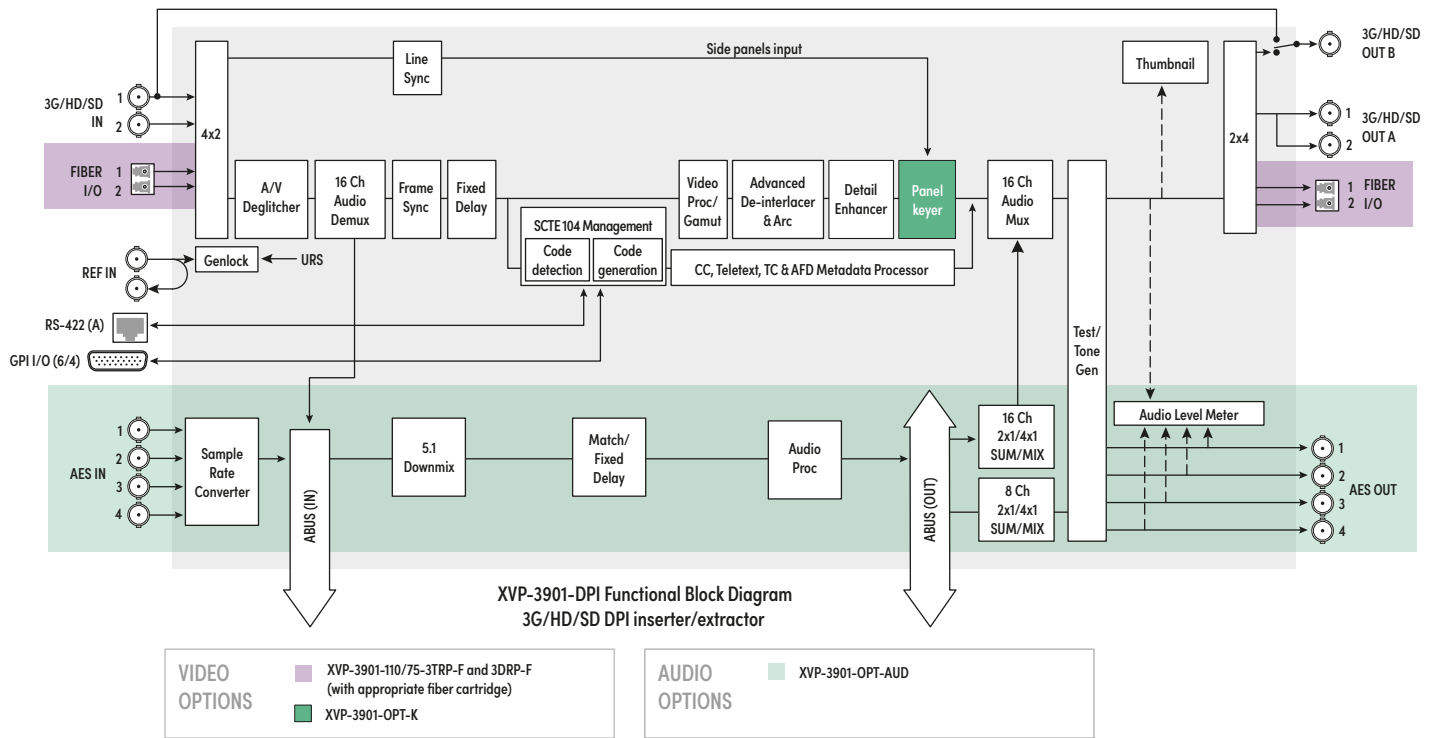 3G/HD/SD
IN
1
2
FIBER
I/O
1
2
4x2
Line
Sync
Side panels input
Thumbnail
2x4
3G/HD/SD
OUT B
1
2
3G/HD/SD
OUT A
1
2
FIBER
I/O
A/V
Deglitcher
16 Ch
Audio
Demux
Frame
Sync
Fixed
Delay
Video
Proc/
Gamut
Advanced
De-interlacer
& Arc
Detail
Enhancer
Panel
keyer
16 Ch
Audio
Mux
SCTE 104 Management
Code
detection
Code
generation
CC, Teletext, TC & AFD Metadata Processor
REF IN
Genlock
URS
RS-422 (A)
GPI I/O (6/4)
Test/
Tone
Gen
AES IN
1
2
3
4
Sample
Rate
Converter
ABUS (IN)
5.1
Downmix
Match/
Fixed
Delay
Audio
Proc
ABUS (OUT)
16 Ch
2x1/4x1
SUM/MIX
8 Ch
2x1/4x1
SUM/MIX
Audio Level Meter
1
2
3
4
AES OUT
XVP-3901-DPI Functional Block Diagram
3G/HD/SD DPI inserter/extractor
VIDEO
OPTIONS
XVP-3901-110/75-3TRP-F and 3DRP-F
(with appropriate fiber cartridge)
XVP-3901-OPT-K
AUDIO
OPTIONS
XVP-3901-OPT-AUD